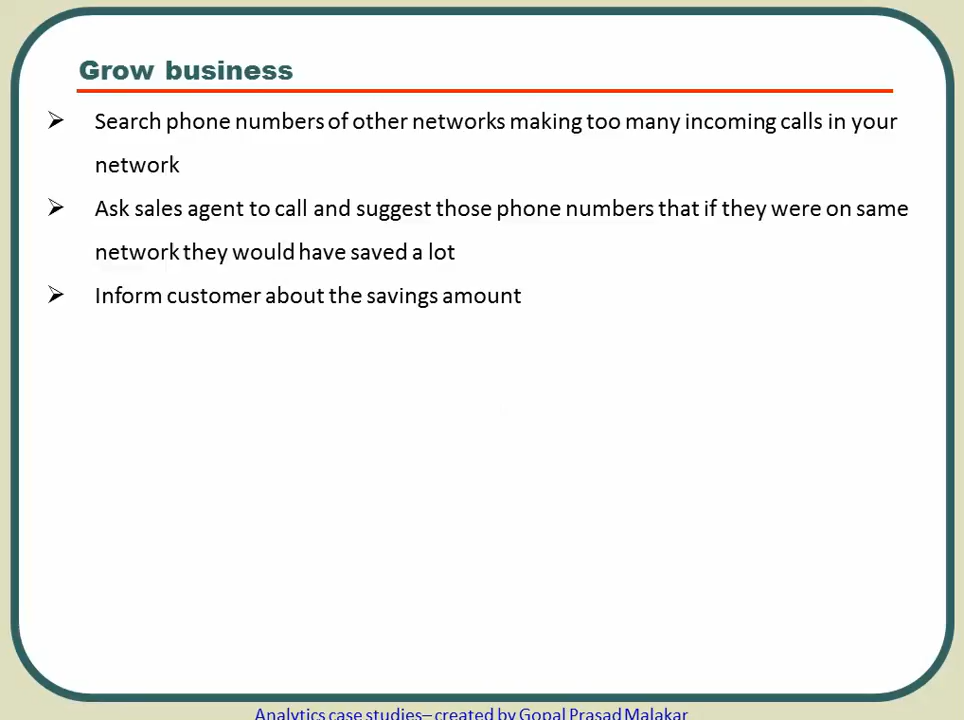 Grow business
➢ Search phone numbers of other networks making too many incoming calls in your
network
➢ Ask sales agent to call and suggest those phone numbers that if they were on same
network they would have saved a lot
➢ Inform customer about the savings amount
Analytics case studies– created by Gopal Prasad Malakar